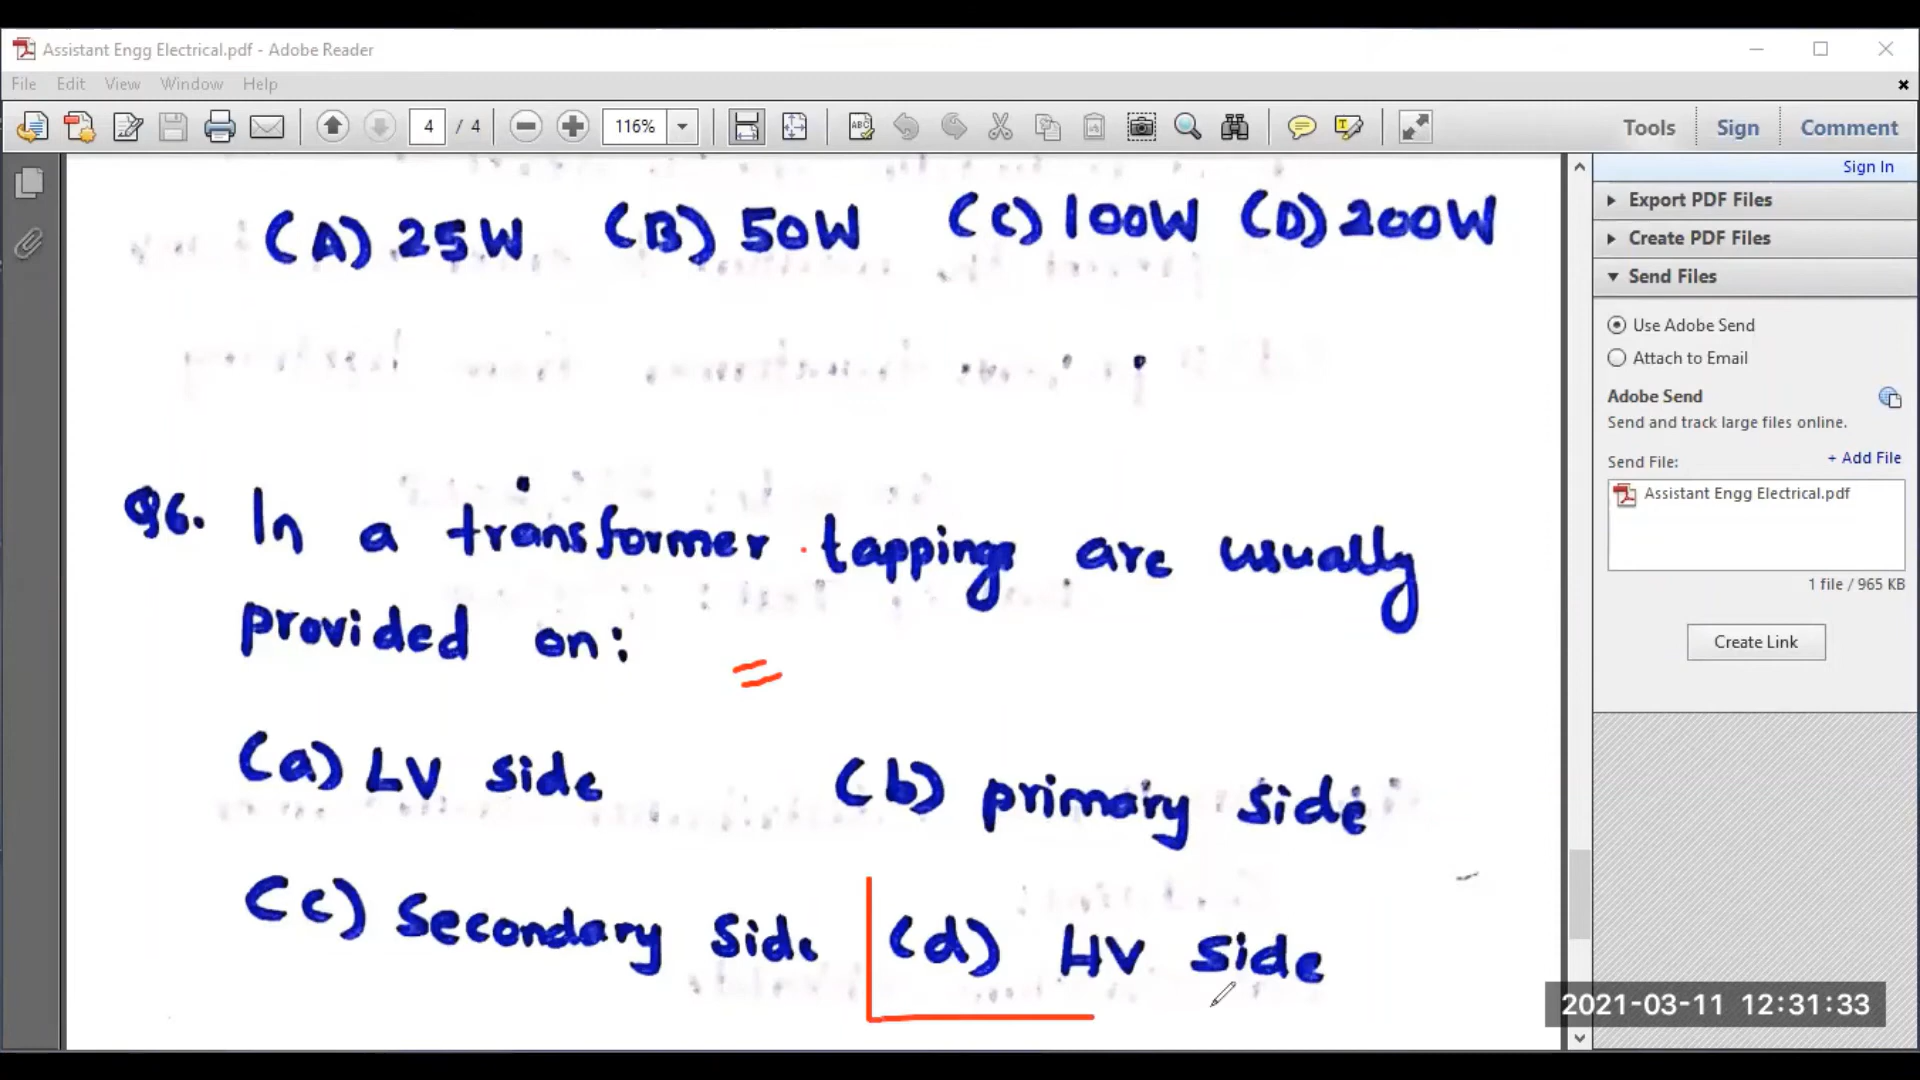 Assistant Engg Electrical.pdf - Adobe Reader
File Edit View Window Help
4 / 4 116% Tools Sign Comment
Sign In
Export PDF Files
Create PDF Files
Send Files
Use Adobe Send
Attach to Email
Adobe Send
Send and track large files online.
Send File: + Add File
Assistant Engg Electrical.pdf
1 file / 965 KB
Create Link
(A) 25W (B) 50W (C) 100W (D) 200W
Q6. In a transformer tappings are usually
provided on:
(a) LV side (b) primary side
(c) Secondary side (d) HV side
2021-03-11 12:31:33